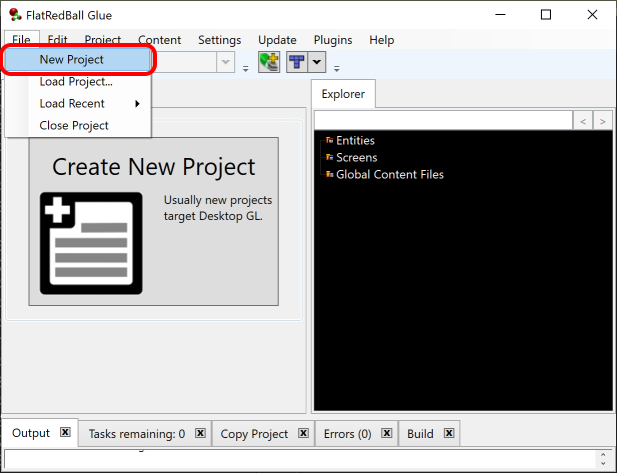 FlatRedBall Glue
File Edit Project Content Settings Update Plugins Help
New Project
Load Project...
Load Recent
Close Project
Explorer
< >
Entities
Screens
Global Content Files
Create New Project
Usually new projects
target Desktop GL.
Output Tasks remaining: 0 Copy Project Errors (0) Build